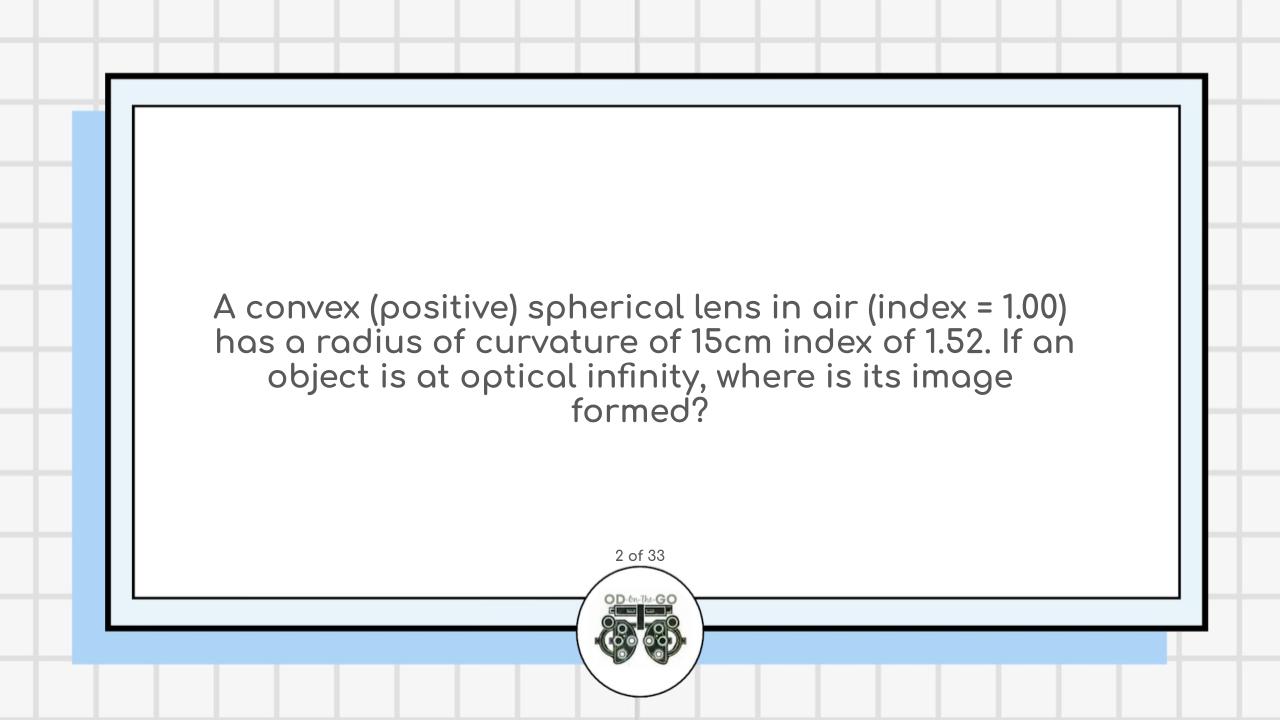 A convex (positive) spherical lens in air (index = 1.00)
has a radius of curvature of 15cm index of 1.52. If an
object is at optical infinity, where is its image
formed?
2 of 33
OD-On-The-GO